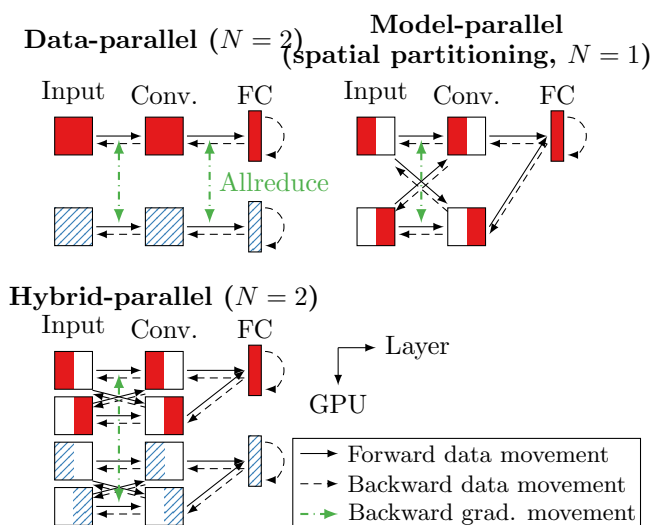 Data-parallel (N = 2)
Input Conv. FC
Allreduce
Model-parallel
(spatial partitioning, N = 1)
Input Conv. FC
Hybrid-parallel (N = 2)
Input Conv. FC
Layer
GPU
Forward data movement
Backward data movement
Backward grad. movement